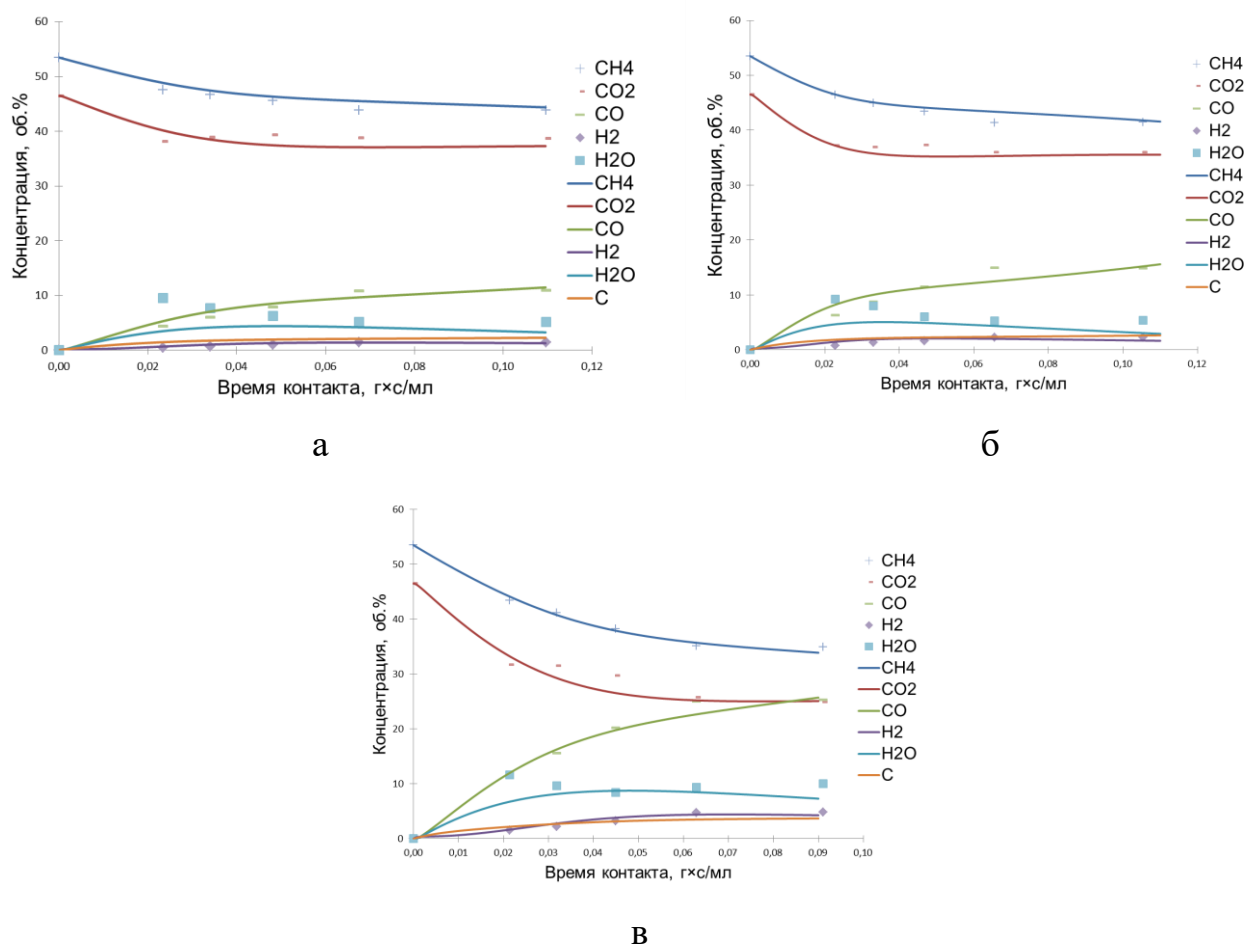 60
50
40
30
20
10
0
0,00
0,02
0,04
0,06
0,08
0,10
0,12
Концентрация, об.%
Время контакта, г×с/мл
CH4
CO2
CO
H2
H2O
CH4
CO2
CO
H2
H2O
C
а
60
50
40
30
20
10
0
0,00
0,02
0,04
0,06
0,08
0,10
0,12
Концентрация, об.%
Время контакта, г×с/мл
CH4
CO2
CO
H2
H2O
CH4
CO2
CO
H2
H2O
C
б
60
50
40
30
20
10
0
0,00
0,01
0,02
0,03
0,04
0,05
0,06
0,07
0,08
0,09
0,10
Концентрация, об.%
Время контакта, г×с/мл
CH4
CO2
CO
H2
H2O
CH4
CO2
CO
H2
H2O
C
в